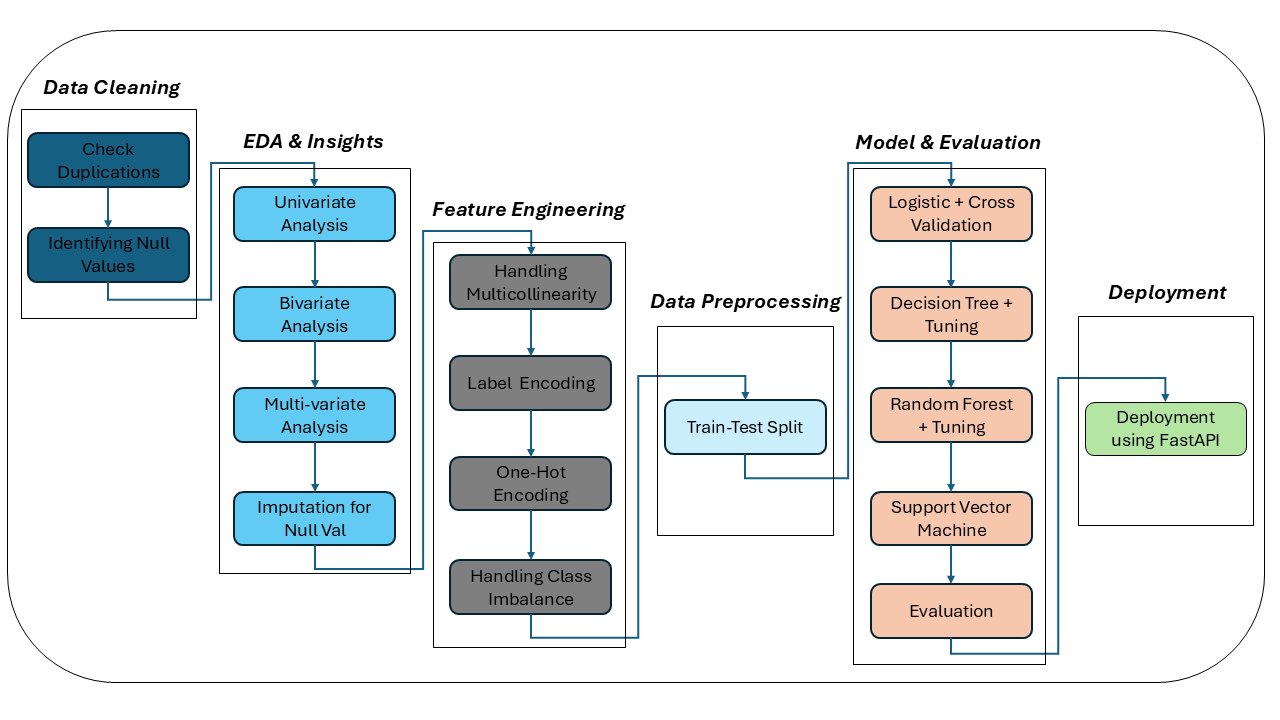 Data Cleaning
Check
Duplications
Identifying Null
Values
EDA & Insights
Univariate
Analysis
Bivariate
Analysis
Multi-variate
Analysis
Imputation for
Null Val
Feature Engineering
Handling
Multicollinearity
Label  Encoding
One-Hot
Encoding
Handling Class
Imbalance
Data Preprocessing
Train-Test Split
Model & Evaluation
Logistic + Cross
Validation
Decision Tree +
Tuning
Random Forest
+ Tuning
Support Vector
Machine
Evaluation
Deployment
Deployment
using FastAPI